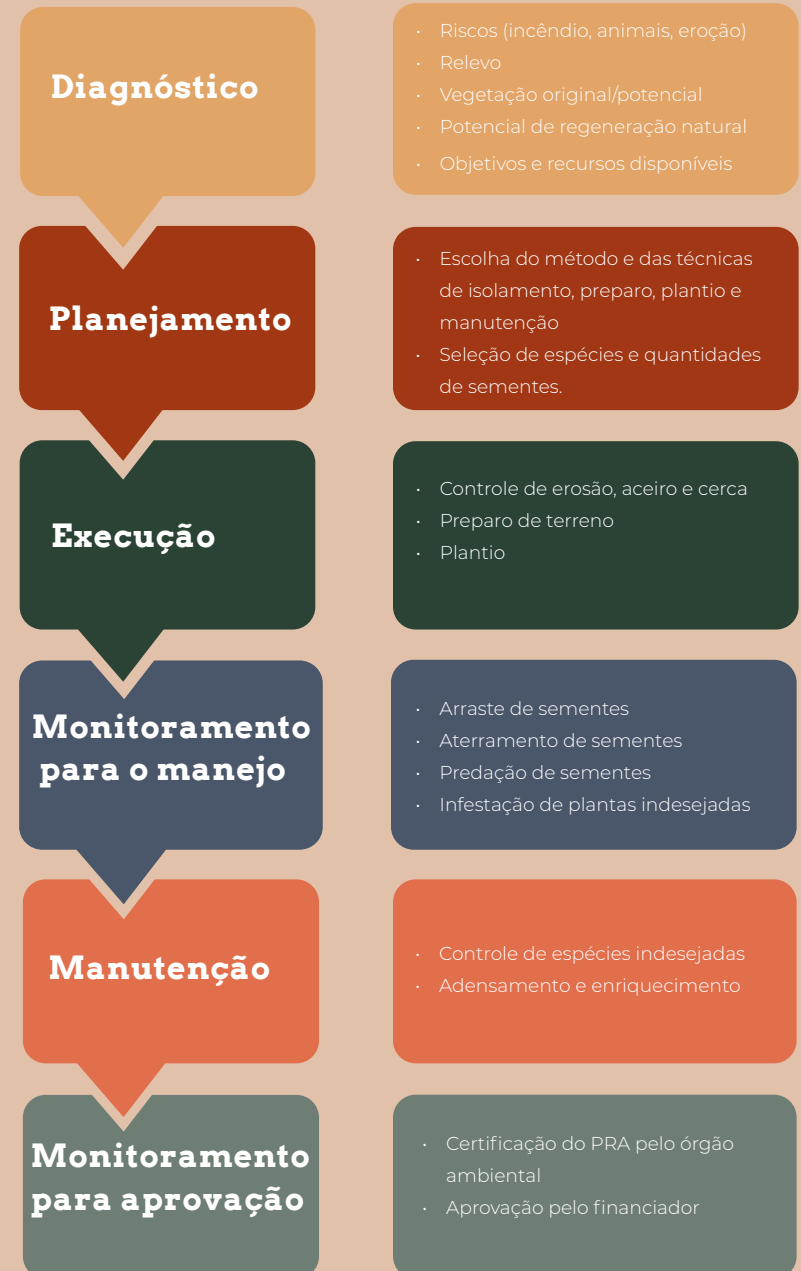 Diagnóstico
· Riscos (incêndio, animais, eroção)
· Relevo
· Vegetação original/potencial
· Potencial de regeneração natural
· Objetivos e recursos disponíveis
Planejamento
· Escolha do método e das técnicas
de isolamento, preparo, plantio e
manutenção
· Seleção de espécies e quantidades
de sementes.
Execução
· Controle de erosão, aceiro e cerca
· Preparo de terreno
· Plantio
Monitoramento
para o manejo
· Arraste de sementes
· Aterramento de sementes
· Predação de sementes
· Infestação de plantas indesejadas
Manutenção
· Controle de espécies indesejadas
· Adensamento e enriquecimento
Monitoramento
para aprovação
· Certificação do PRA pelo órgão
ambiental
· Aprovação pelo financiador